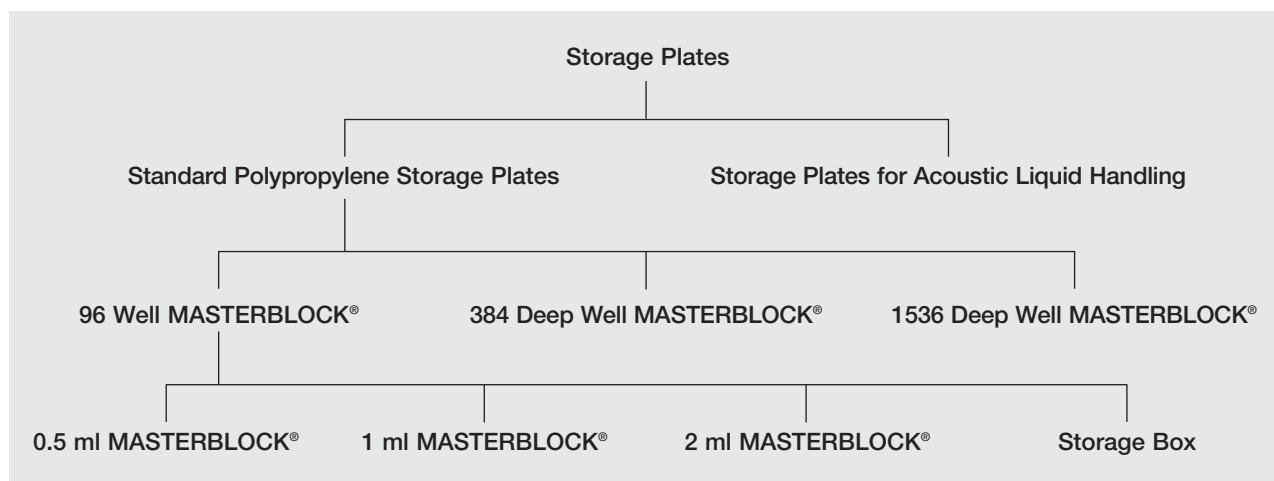 Storage Plates
Standard Polypropylene Storage Plates
Storage Plates for Acoustic Liquid Handling
96 Well MASTERBLOCK®
384 Deep Well MASTERBLOCK®
1536 Deep Well MASTERBLOCK®
0.5 ml MASTERBLOCK®
1 ml MASTERBLOCK®
2 ml MASTERBLOCK®
Storage Box